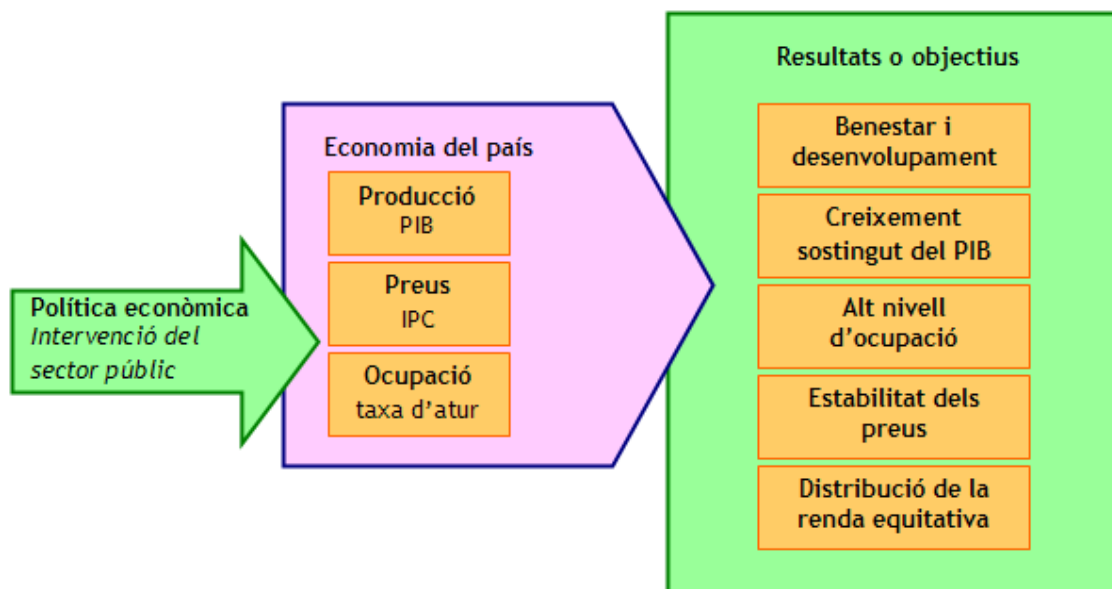 Política econòmica
Intervenció del
sector públic
Economia del país
Producció
PIB
Preus
IPC
Ocupació
taxa d'atur
Resultats o objectius
Benestar i
desenvolupament
Creixement
sostingut del PIB
Alt nivell
d'ocupació
Estabilitat dels
preus
Distribució de la
renda equitativa